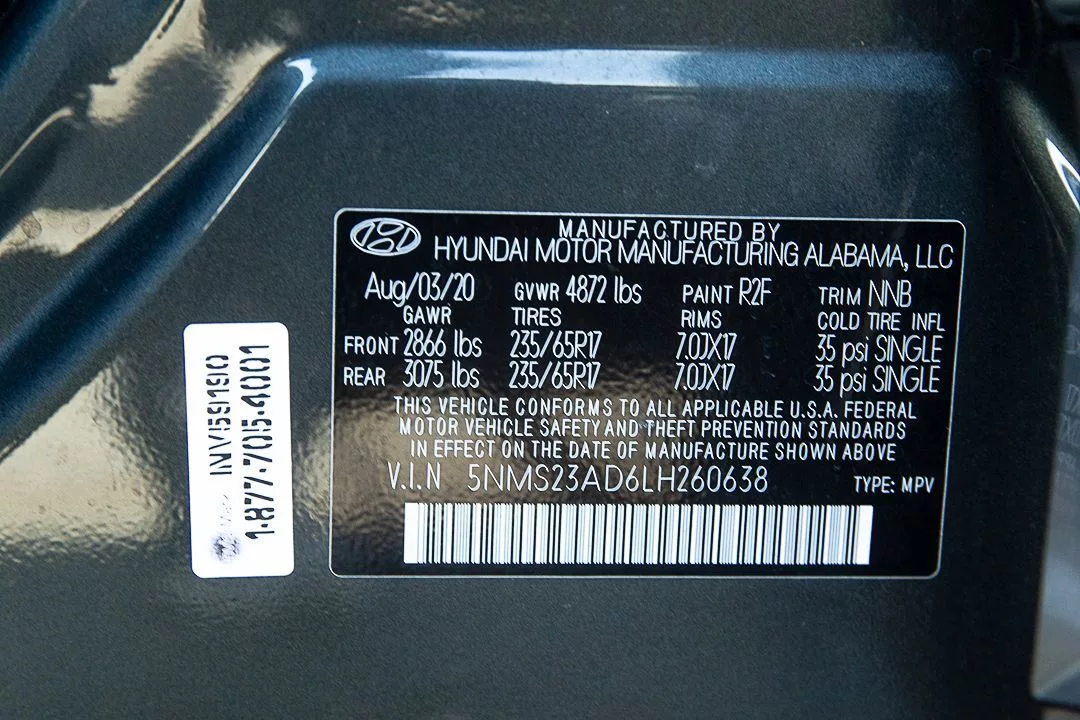 MANUFACTURED BY
HYUNDAI MOTOR MANUFACTURING ALABAMA, LLC
Aug/03/20 GVWR 4872 lbs PAINT R2F TRIM NNB
GAWR TIRES RIMS COLD TIRE INFL
FRONT 2866 lbs 235/65R17 7.0JX17 35 psi SINGLE
REAR 3075 lbs 235/65R17 7.0JX17 35 psi SINGLE
THIS VEHICLE CONFORMS TO ALL APPLICABLE U.S.A. FEDERAL
MOTOR VEHICLE SAFETY AND THEFT PREVENTION STANDARDS
IN EFFECT ON THE DATE OF MANUFACTURE SHOWN ABOVE
V.I.N 5NMS23AD6LH260638 TYPE: MPV
INVI59190
1-877-705-4001